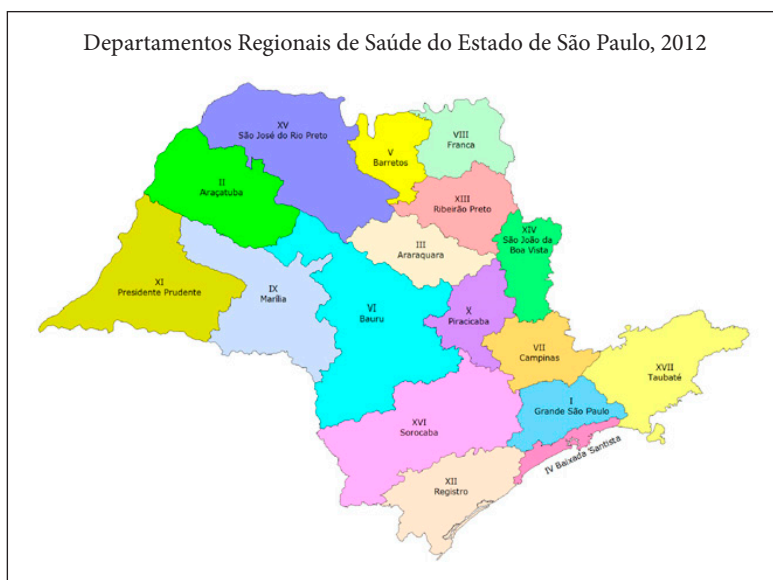 Departamentos Regionais de Saúde do Estado de São Paulo, 2012
XV
São José do Rio Preto
V
Barretos
VIII
Franca
II
Araçatuba
XIII
Ribeirão Preto
XIV
São João da
Boa Vista
III
Araraquara
XI
Presidente Prudente
IX
Marília
VI
Bauru
X
Piracicaba
VII
Campinas
XVII
Taubaté
I
Grande São Paulo
XVI
Sorocaba
IV Baixada Santista
XII
Registro